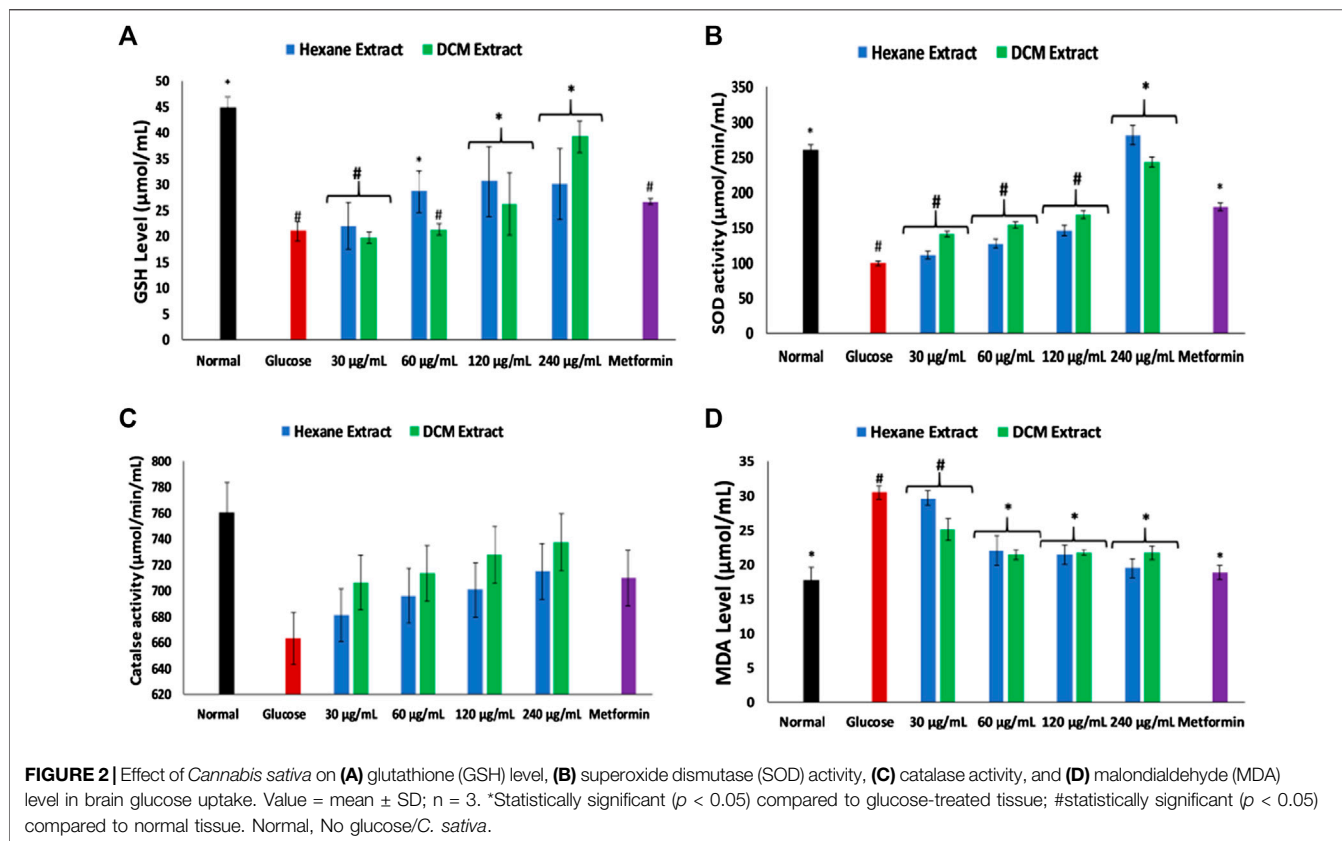 A
Hexane Extract DCM Extract
GSH Level (µmol/mL)
50
45
40
35
30
25
20
15
10
5
0
* # # * # * * #
Normal Glucose 30 µg/mL 60 µg/mL 120 µg/mL 240 µg/mL Metformin
B
Hexane Extract DCM Extract
SOD activity (µmol/min/mL)
350
300
250
200
150
100
50
0
* # # # # * *
Normal Glucose 30 µg/mL 60 µg/mL 120 µg/mL 240 µg/mL Metformin
C
Hexane Extract DCM Extract
Catalse activity (µmol/min/mL)
800
780
760
740
720
700
680
660
640
620
Normal Glucose 30 µg/mL 60 µg/mL 120 µg/mL 240 µg/mL Metformin
D
Hexane Extract DCM Extract
MDA Level (µmol/mL)
35
30
25
20
15
10
5
0
* # # * * * *
Normal Glucose 30 µg/mL 60 µg/mL 120 µg/mL 240 µg/mL Metformin
FIGURE 2 | Effect of Cannabis sativa on (A) glutathione (GSH) level, (B) superoxide dismutase (SOD) activity, (C) catalase activity, and (D) malondialdehyde (MDA)
level in brain glucose uptake. Value = mean ± SD; n = 3. *Statistically significant (p < 0.05) compared to glucose-treated tissue; #statistically significant (p < 0.05)
compared to normal tissue. Normal, No glucose/C. sativa.